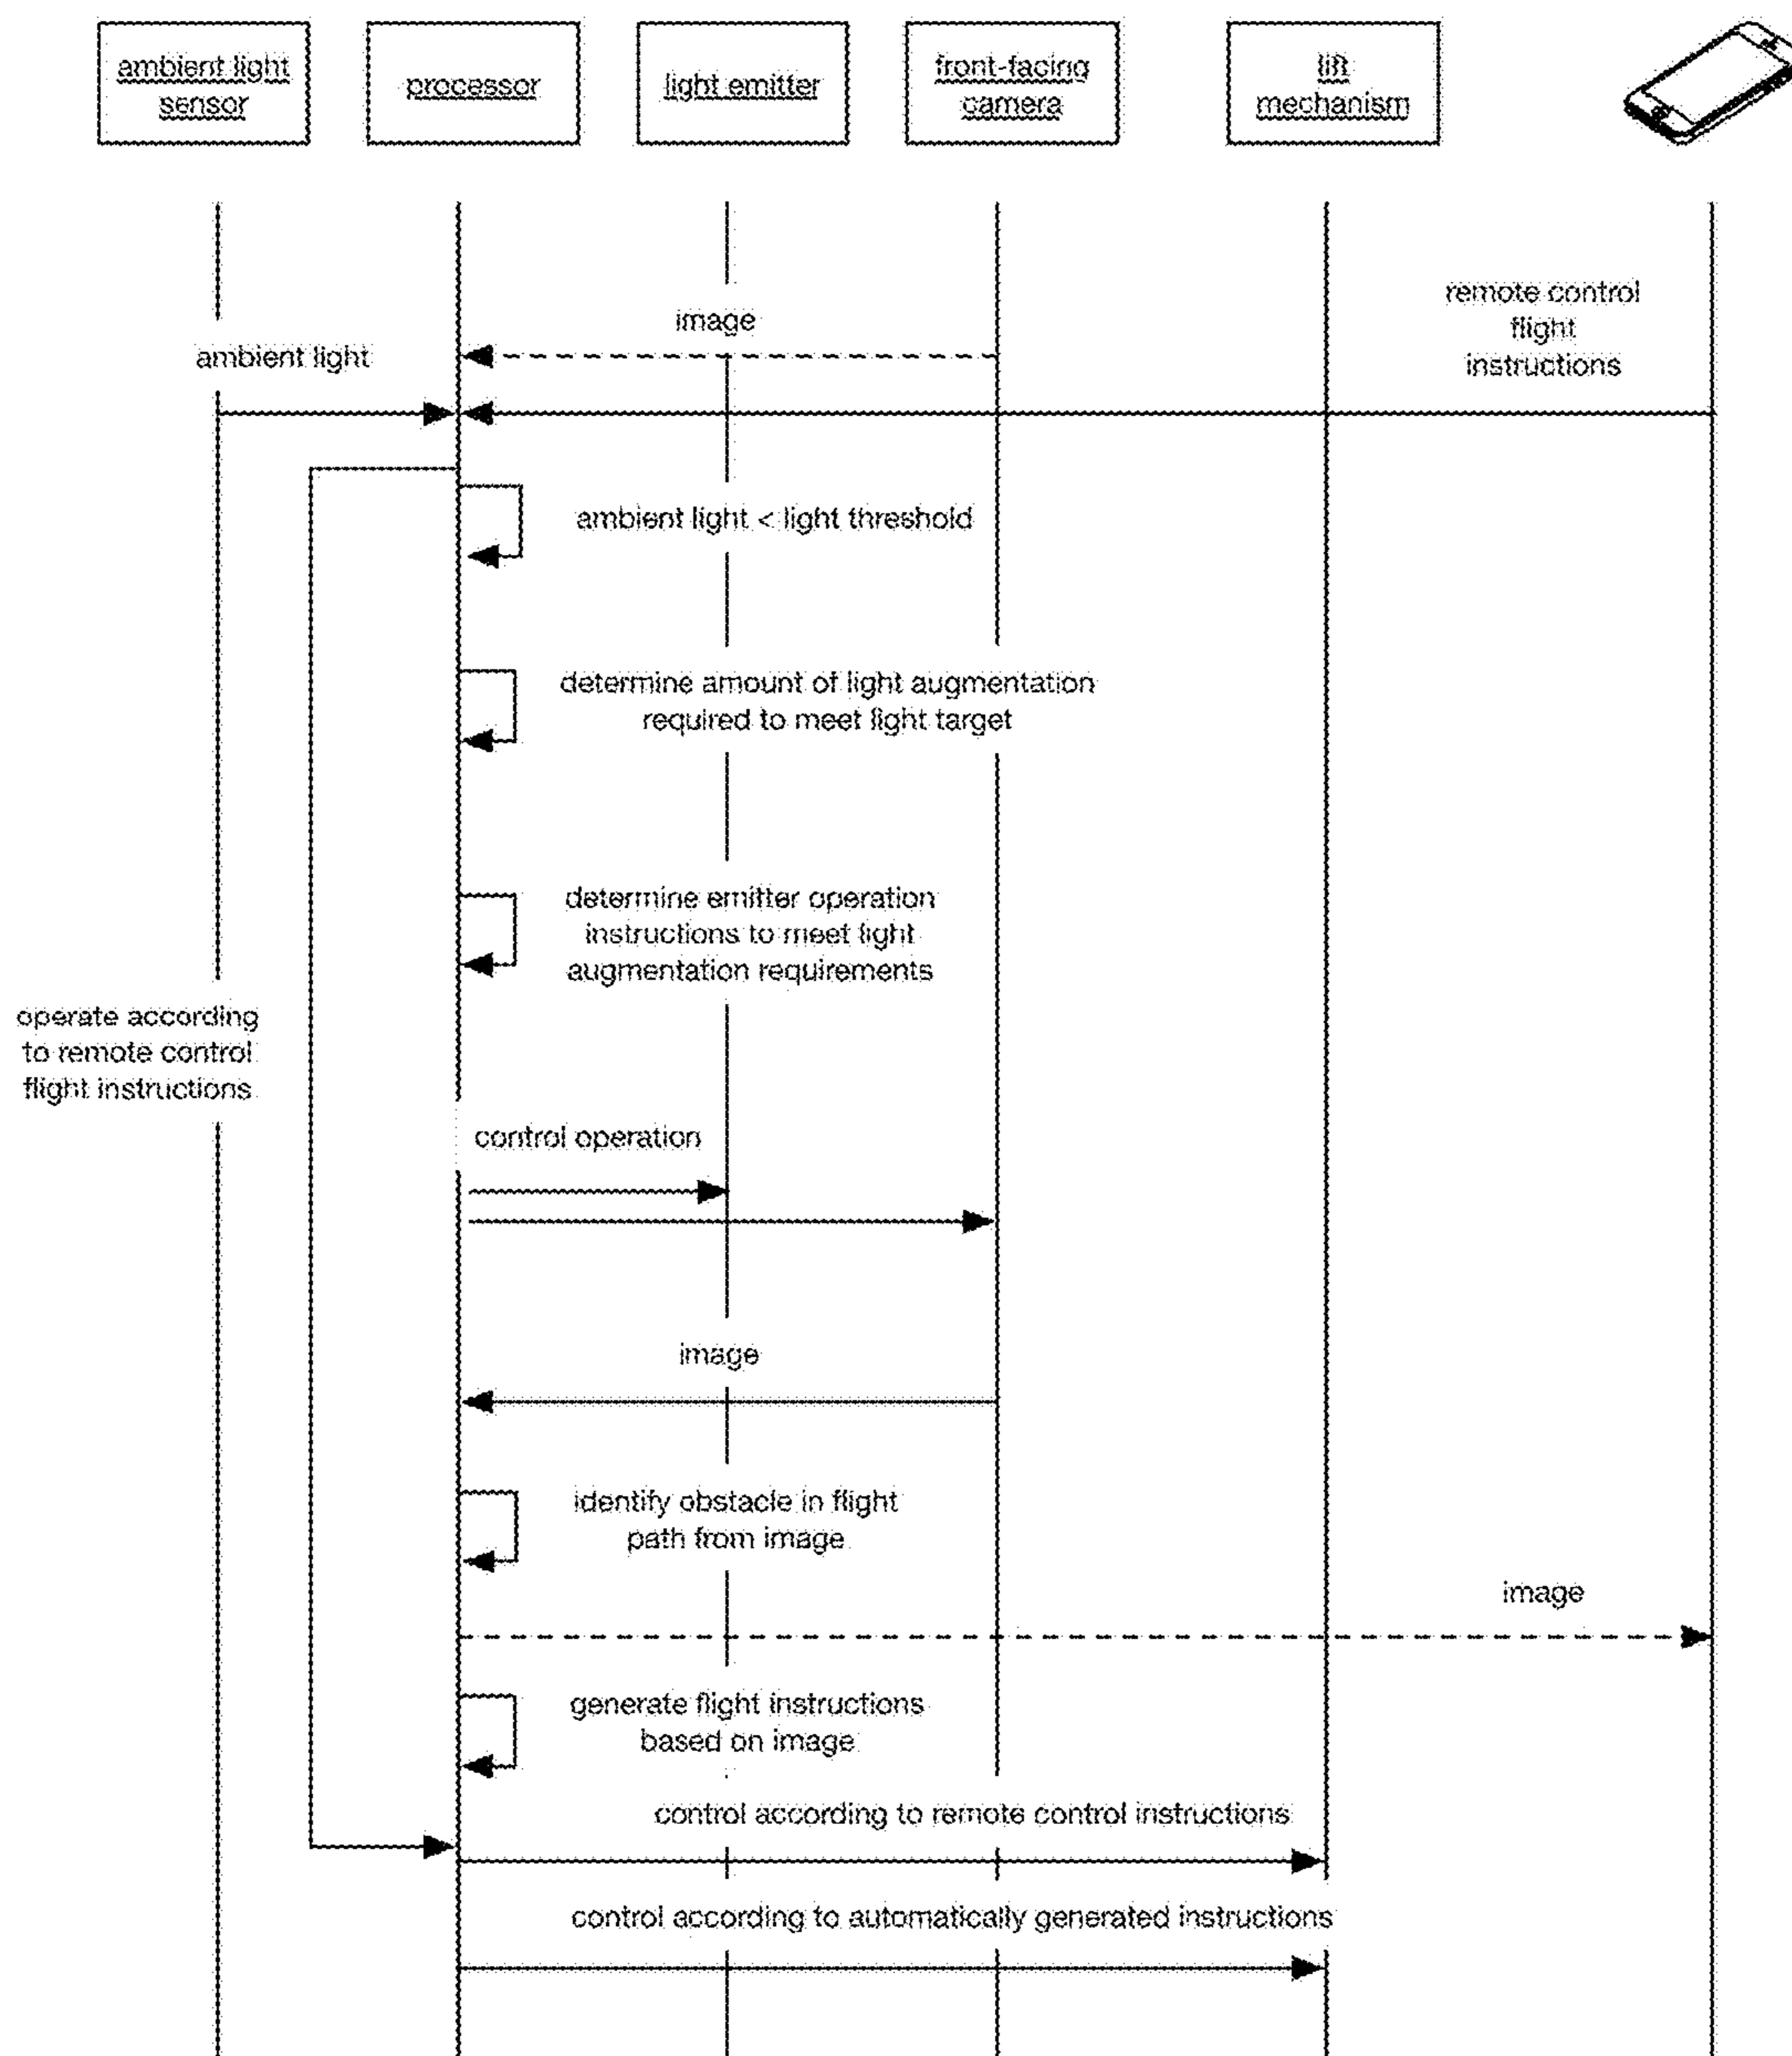 ambient light
sensor
processor
light emitter
front-facing
camera
lift
mechanism
remote control
flight
instructions
image
ambient light
ambient light < light threshold
determine amount of light augmentation
required to meet light target
determine emitter operation
instructions to meet light
augmentation requirements
operate according
to remote control
flight instructions
control operation
image
identify obstacle in flight
path from image
image
generate flight instructions
based on image
control according to remote control instructions
control according to automatically generated instructions